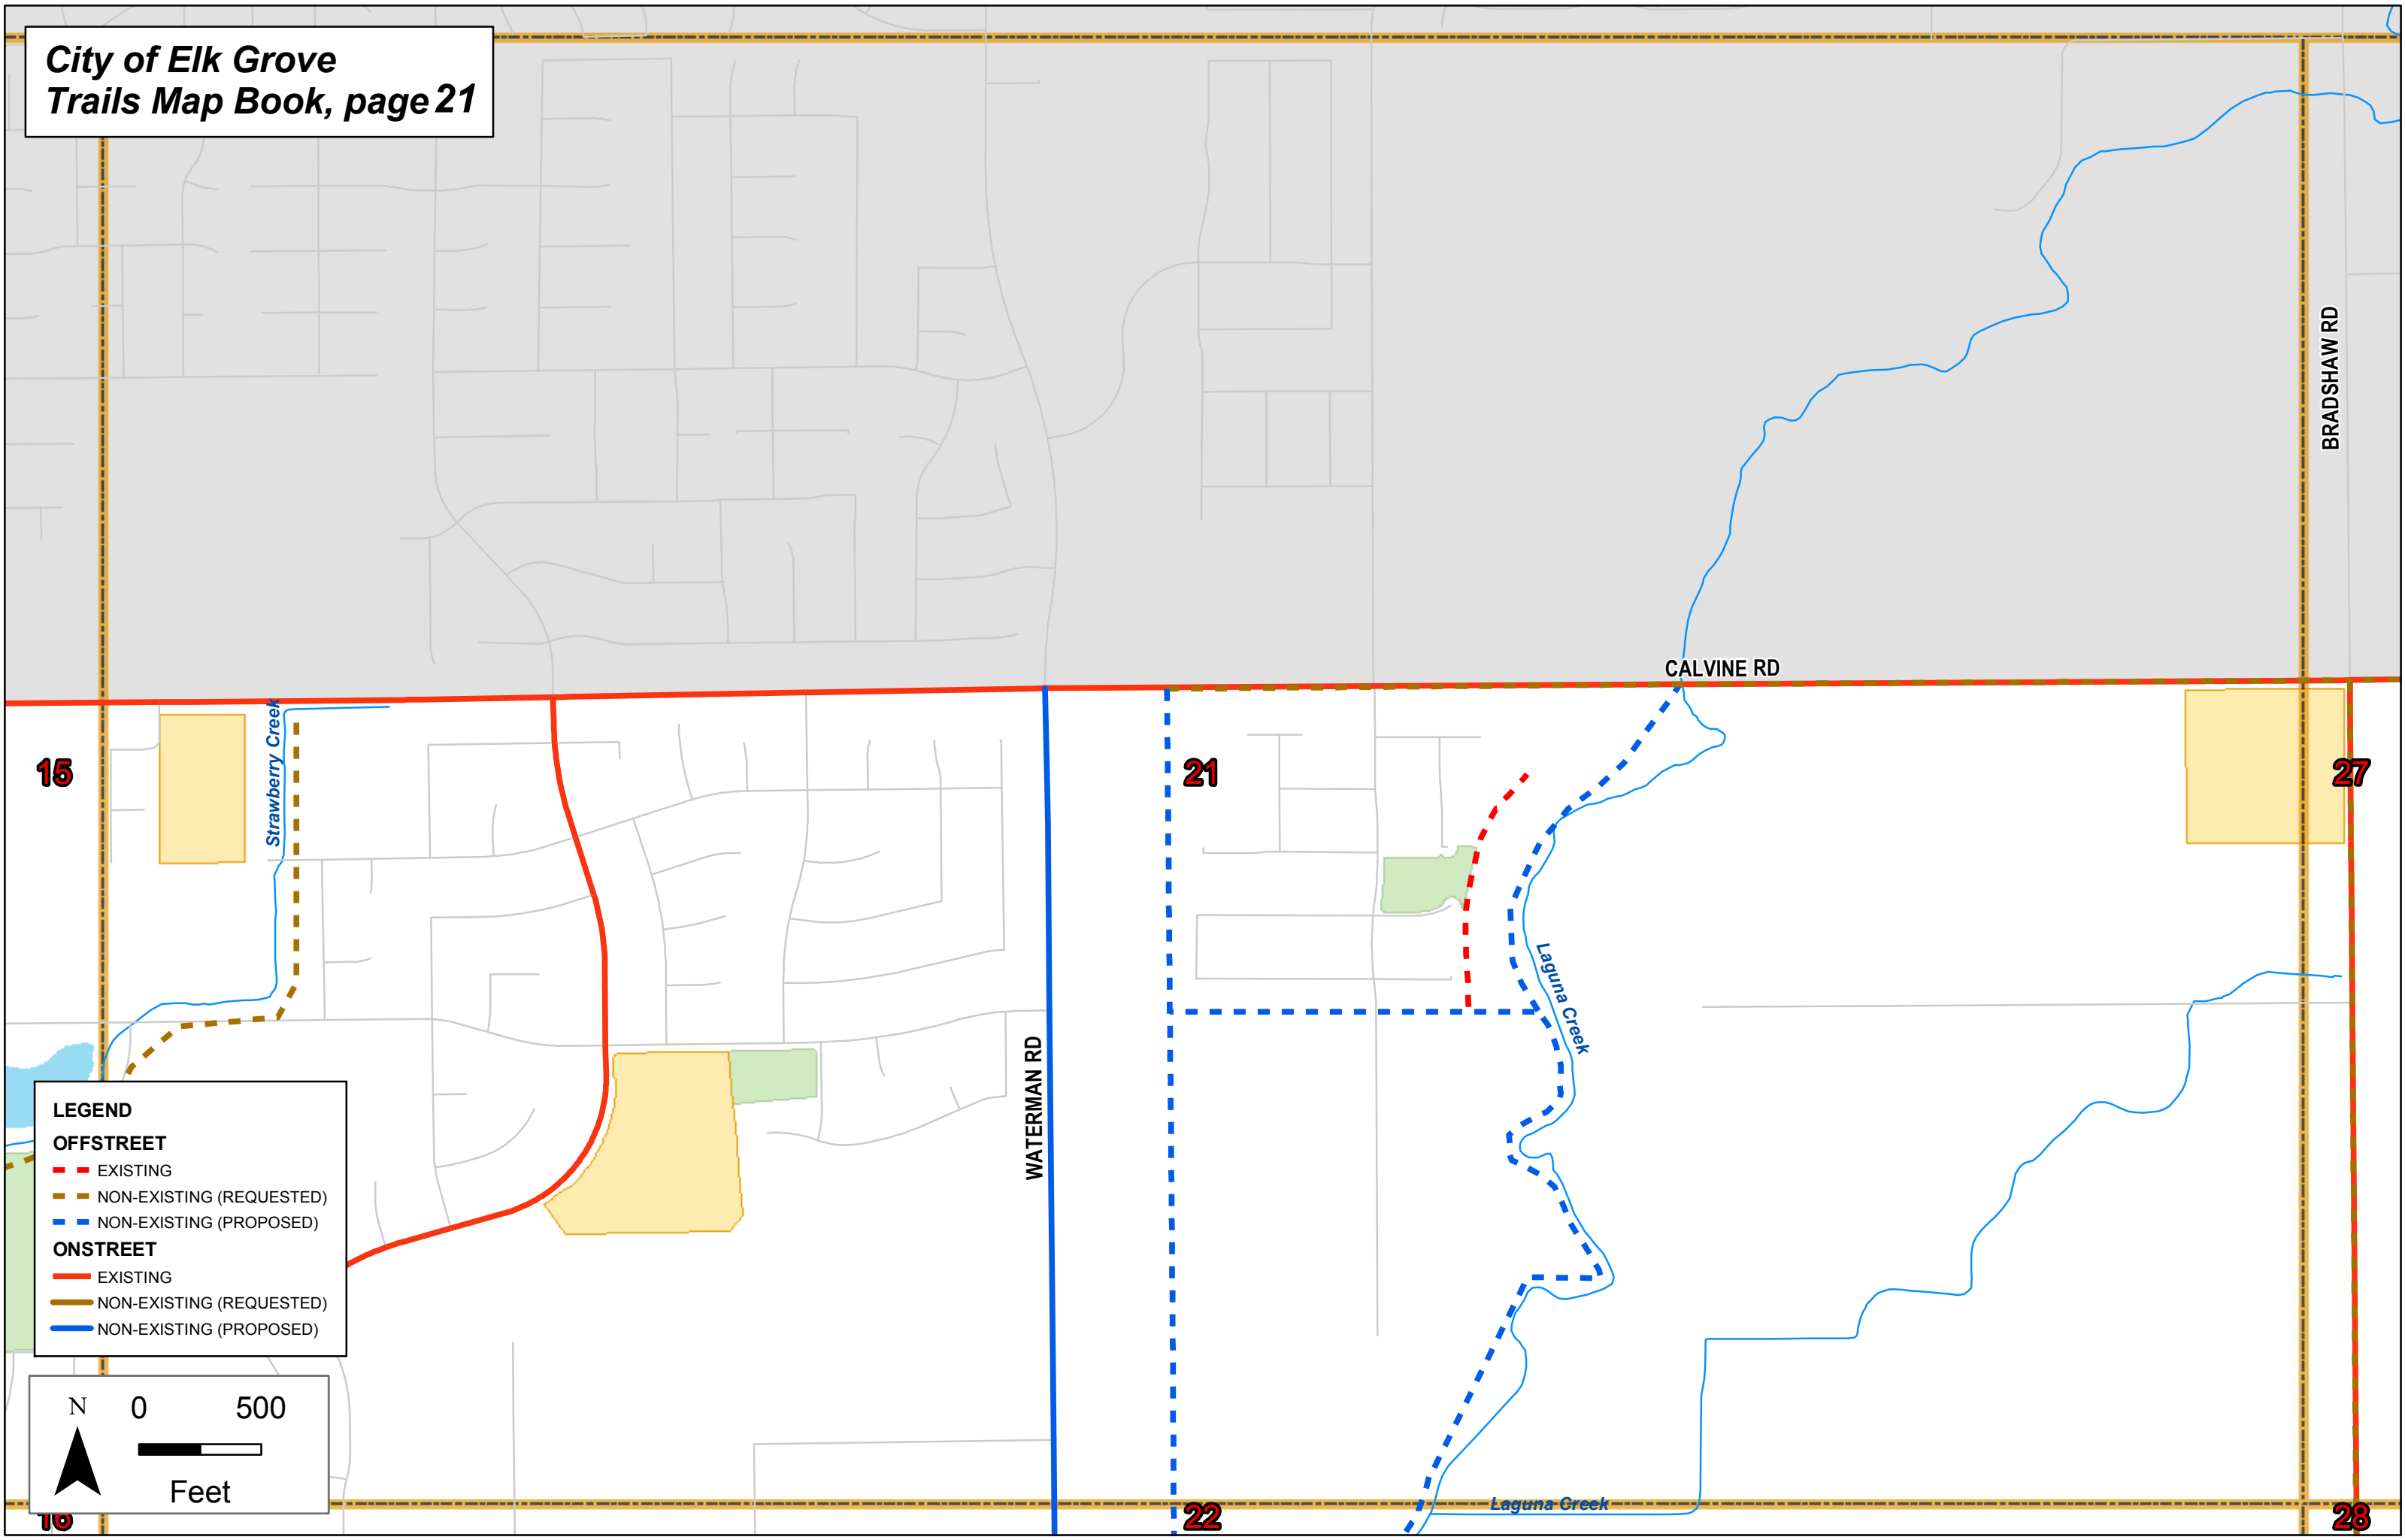 City of Elk Grove
Trails Map Book, page 21
BRADSHAW RD
CALVINE RD
Strawberry Creek
15
21
27
Laguna Creek
WATERMAN RD
LEGEND
OFFSTREET
EXISTING
NON-EXISTING (REQUESTED)
NON-EXISTING (PROPOSED)
ONSTREET
EXISTING
NON-EXISTING (REQUESTED)
NON-EXISTING (PROPOSED)
N
0 500
Feet
Laguna Creek
16
22
28